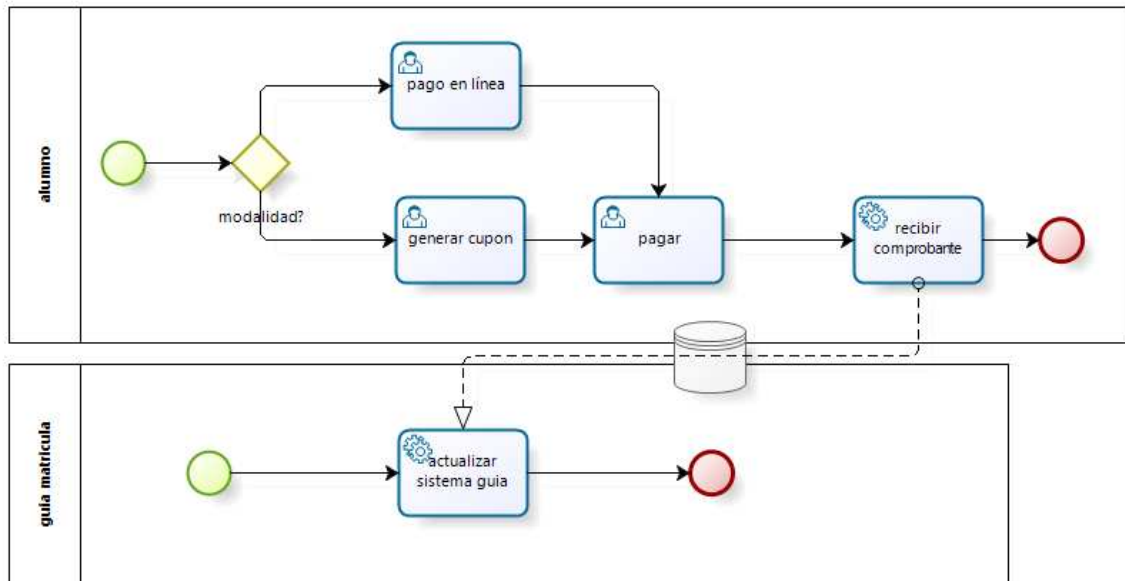 alumno
pago en línea
modalidad?
generar cupon
pagar
recibir
comprobante
guia matricula
actualizar
sistema guia